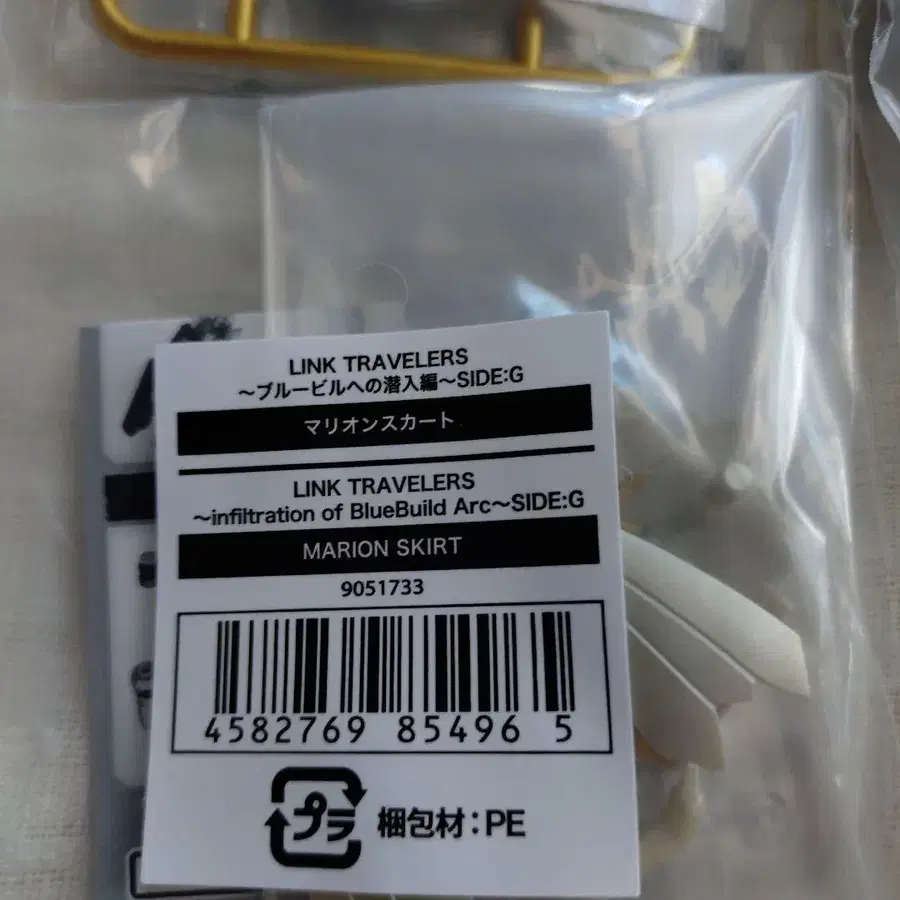 LINK TRAVELERS
～ブルービルへの潜入編～SIDE:G
マリオンスカート
LINK TRAVELERS
～infiltration of BlueBuild Arc～SIDE:G
MARION SKIRT
9051733
4582769 85496 5
プラ 梱包材：PE